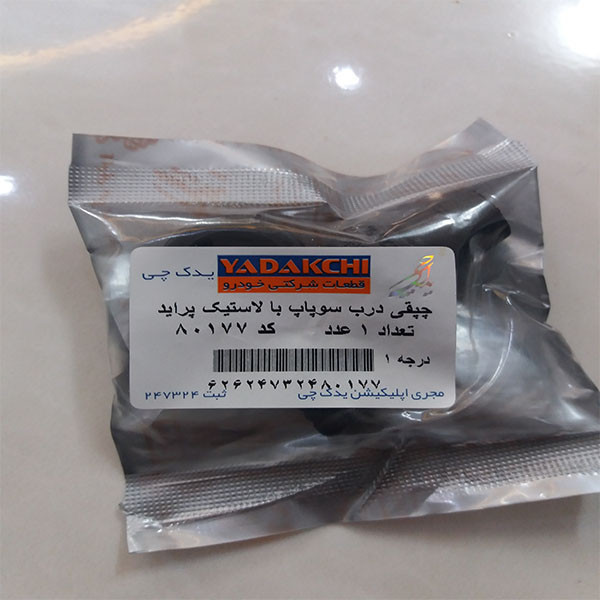 یدک چی YADAKCHI
قطعات شرکتی خودرو
چپقی درب سوپاپ با لاستیک پراید
تعداد ۱ عدد کد ۸۰۱۷۷
درجه ۱
۶۲۶۲۴۷۳۲۴۸۰۱۷۷
مجری اپلیکیشن یدک چی ثبت ۲۴۷۳۲۴